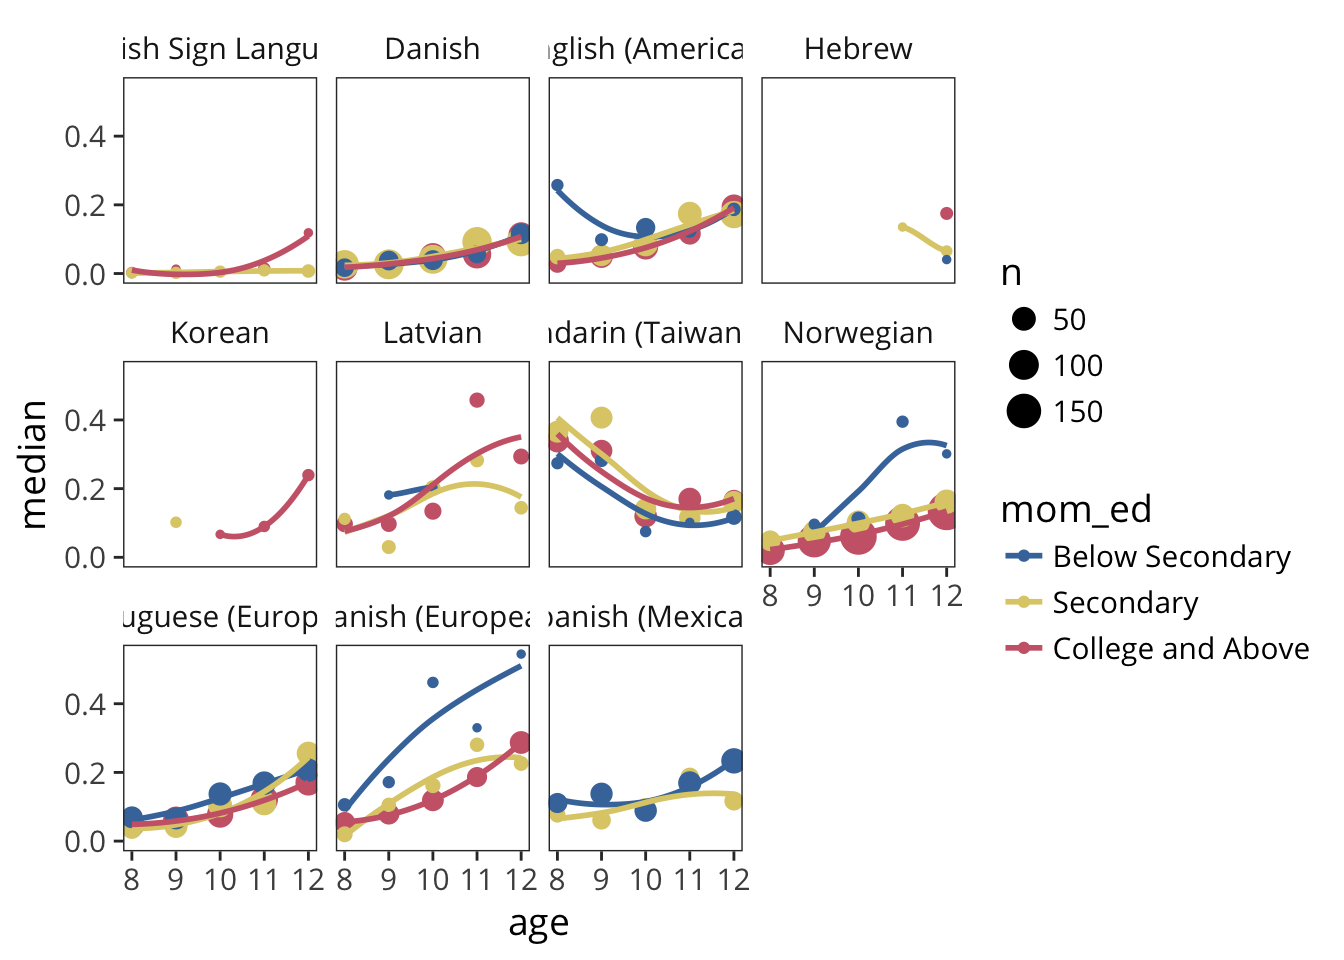 ish Sign Langu
Danish
glish (America
Hebrew
0.4
0.2
0.0
Korean
Latvian
ndarin (Taiwan
Norwegian
0.4
0.2
0.0
8 9 10 11 12
uguese (Europ
anish (Europea
panish (Mexica
0.4
0.2
0.0
8 9 10 11 12
8 9 10 11 12
8 9 10 11 12
median
age
n
50
100
150
mom_ed
Below Secondary
Secondary
College and Above